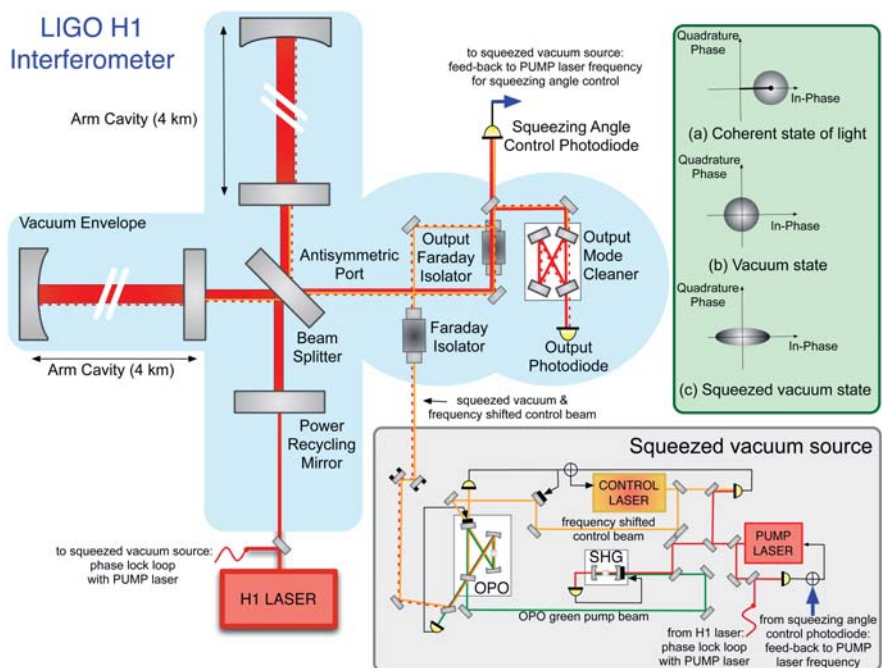 LIGO H1
Interferometer
Arm Cavity (4 km)
Vacuum Envelope
Arm Cavity (4 km)
Antisymmetric
Port
Beam
Splitter
Power
Recycling
Mirror
to squeezed vacuum source:
phase lock loop
with PUMP laser
H1 LASER
to squeezed vacuum source:
feed-back to PUMP laser frequency
for squeezing angle control
Squeezing Angle
Control Photodiode
Output
Faraday
Isolator
Output
Mode
Cleaner
Faraday
Isolator
Output
Photodiode
squeezed vacuum &
frequency shifted control beam
Quadrature
Phase
In-Phase
(a) Coherent state of light
Quadrature
Phase
In-Phase
(b) Vacuum state
Quadrature
Phase
In-Phase
(c) Squeezed vacuum state
Squeezed vacuum source
CONTROL
LASER
frequency shifted
control beam
PUMP
LASER
SHG
OPO
OPO green pump beam
from H1 laser:
phase lock loop
with PUMP laser
from squeezing angle
control photodiode:
feed-back to PUMP
laser frequency